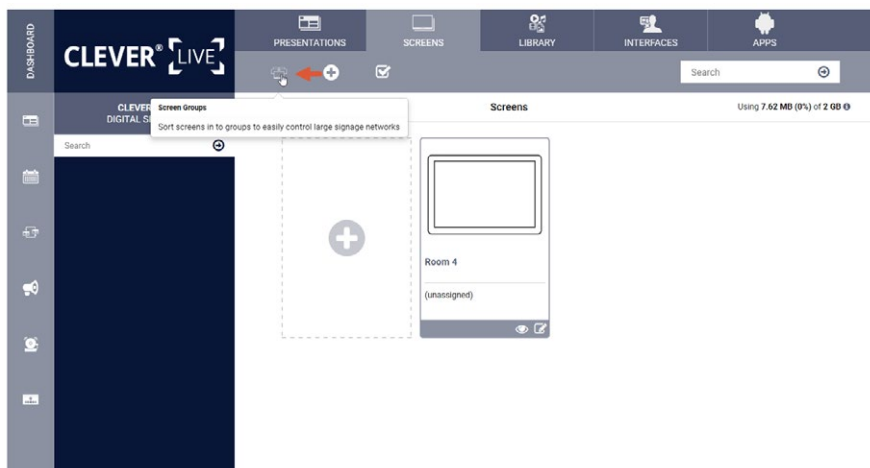 DASHBOARD
CLEVER® LIVE
PRESENTATIONS
SCREENS
LIBRARY
INTERFACES
APPS
Search
CLEVER
DIGITAL S
Screen Groups
Sort screens in to groups to easily control large signage networks
Screens
Using 7.62 MB (0%) of 2 GB
Search
Room 4
(unassigned)